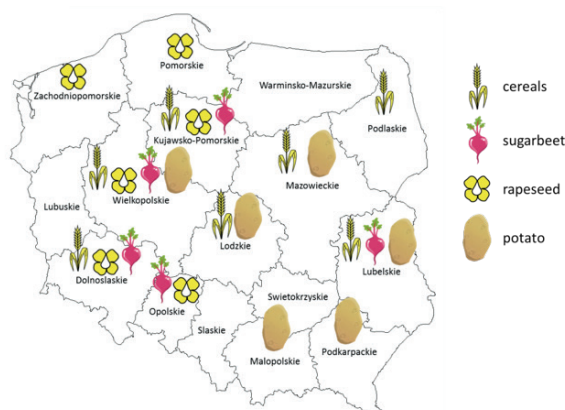 Pomorskie
Zachodniopomorskie
Warminsko-Mazurskie
Podlaskie
Kujawsko-Pomorskie
Mazowieckie
Wielkopolskie
Lubuskie
Lodzkie
Lubelskie
Dolnoslaskie
Opolskie
Slaskie
Swietokrzyskie
Malopolskie
Podkarpackie
cereals
sugarbeet
rapeseed
potato